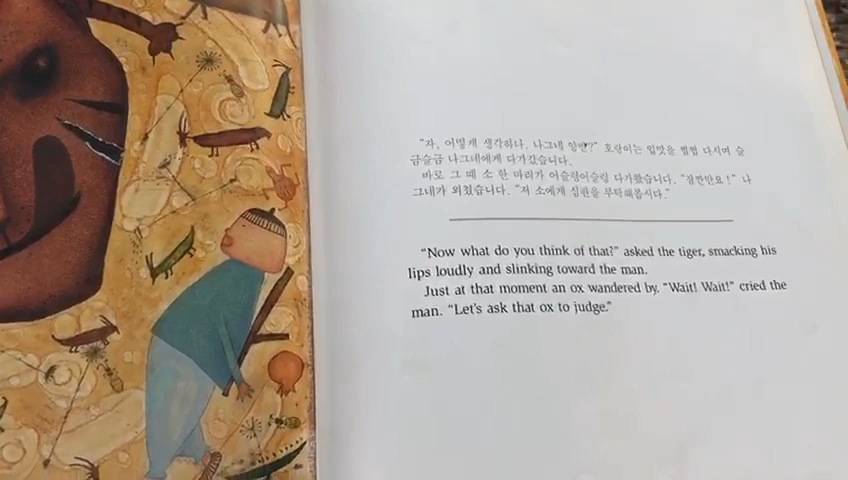 “자, 어떻게 생각하나, 나그네 양반?” 호랑이는 입맛을 쩝쩝 다시며 슬
금슬금 나그네에게 다가갔습니다.
바로 그 때 소 한 마리가 어슬렁어슬렁 다가왔습니다. “잠깐만요!” 나
그네가 외쳤습니다. “저 소에게 심판을 부탁해봅시다.”
“Now what do you think of that?” asked the tiger, smacking his
lips loudly and slinking toward the man.
Just at that moment an ox wandered by. “Wait! Wait!” cried the
man. “Let’s ask that ox to judge.”